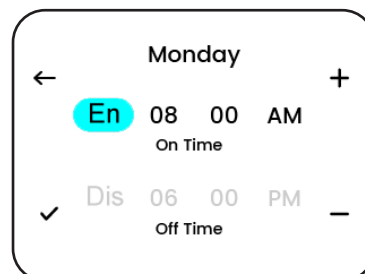 Monday
En 08 00 AM
On Time
Dis 06 00 PM
Off Time